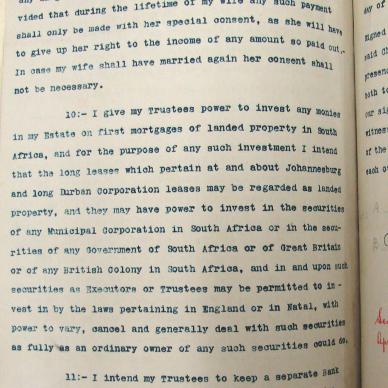 vided that during the lifetime of my wife any such payment
shall only be made with her special consent, as she will have
to give up her right to the income of any amount so paid out,-
In case my wife shall have married again her consent shall
not be necessary.
10:- I give my Trustees power to invest any monies
in my Estate on first mortgages of landed property in South
Africa, and for the purpose of any such investment I intend
that the long leases which pertain at and about Johannesburg
and long Durban Corporation leases may be regarded as landed
property, and they may have power to invest in the securities
of any Municipal Corporation in South Africa or in the secu-
rities of any Government of South Africa or of Great Britain
or of any British Colony in South Africa, and in and upon such
securities as Executors or Trustees may be permitted to in -
vest in by the laws pertaining in England or in Natal, with
power to vary, cancel and generally deal with such securities
as fully as an ordinary owner of any such securities could do.
11:- I intend my Trustees to keep a separate Bank